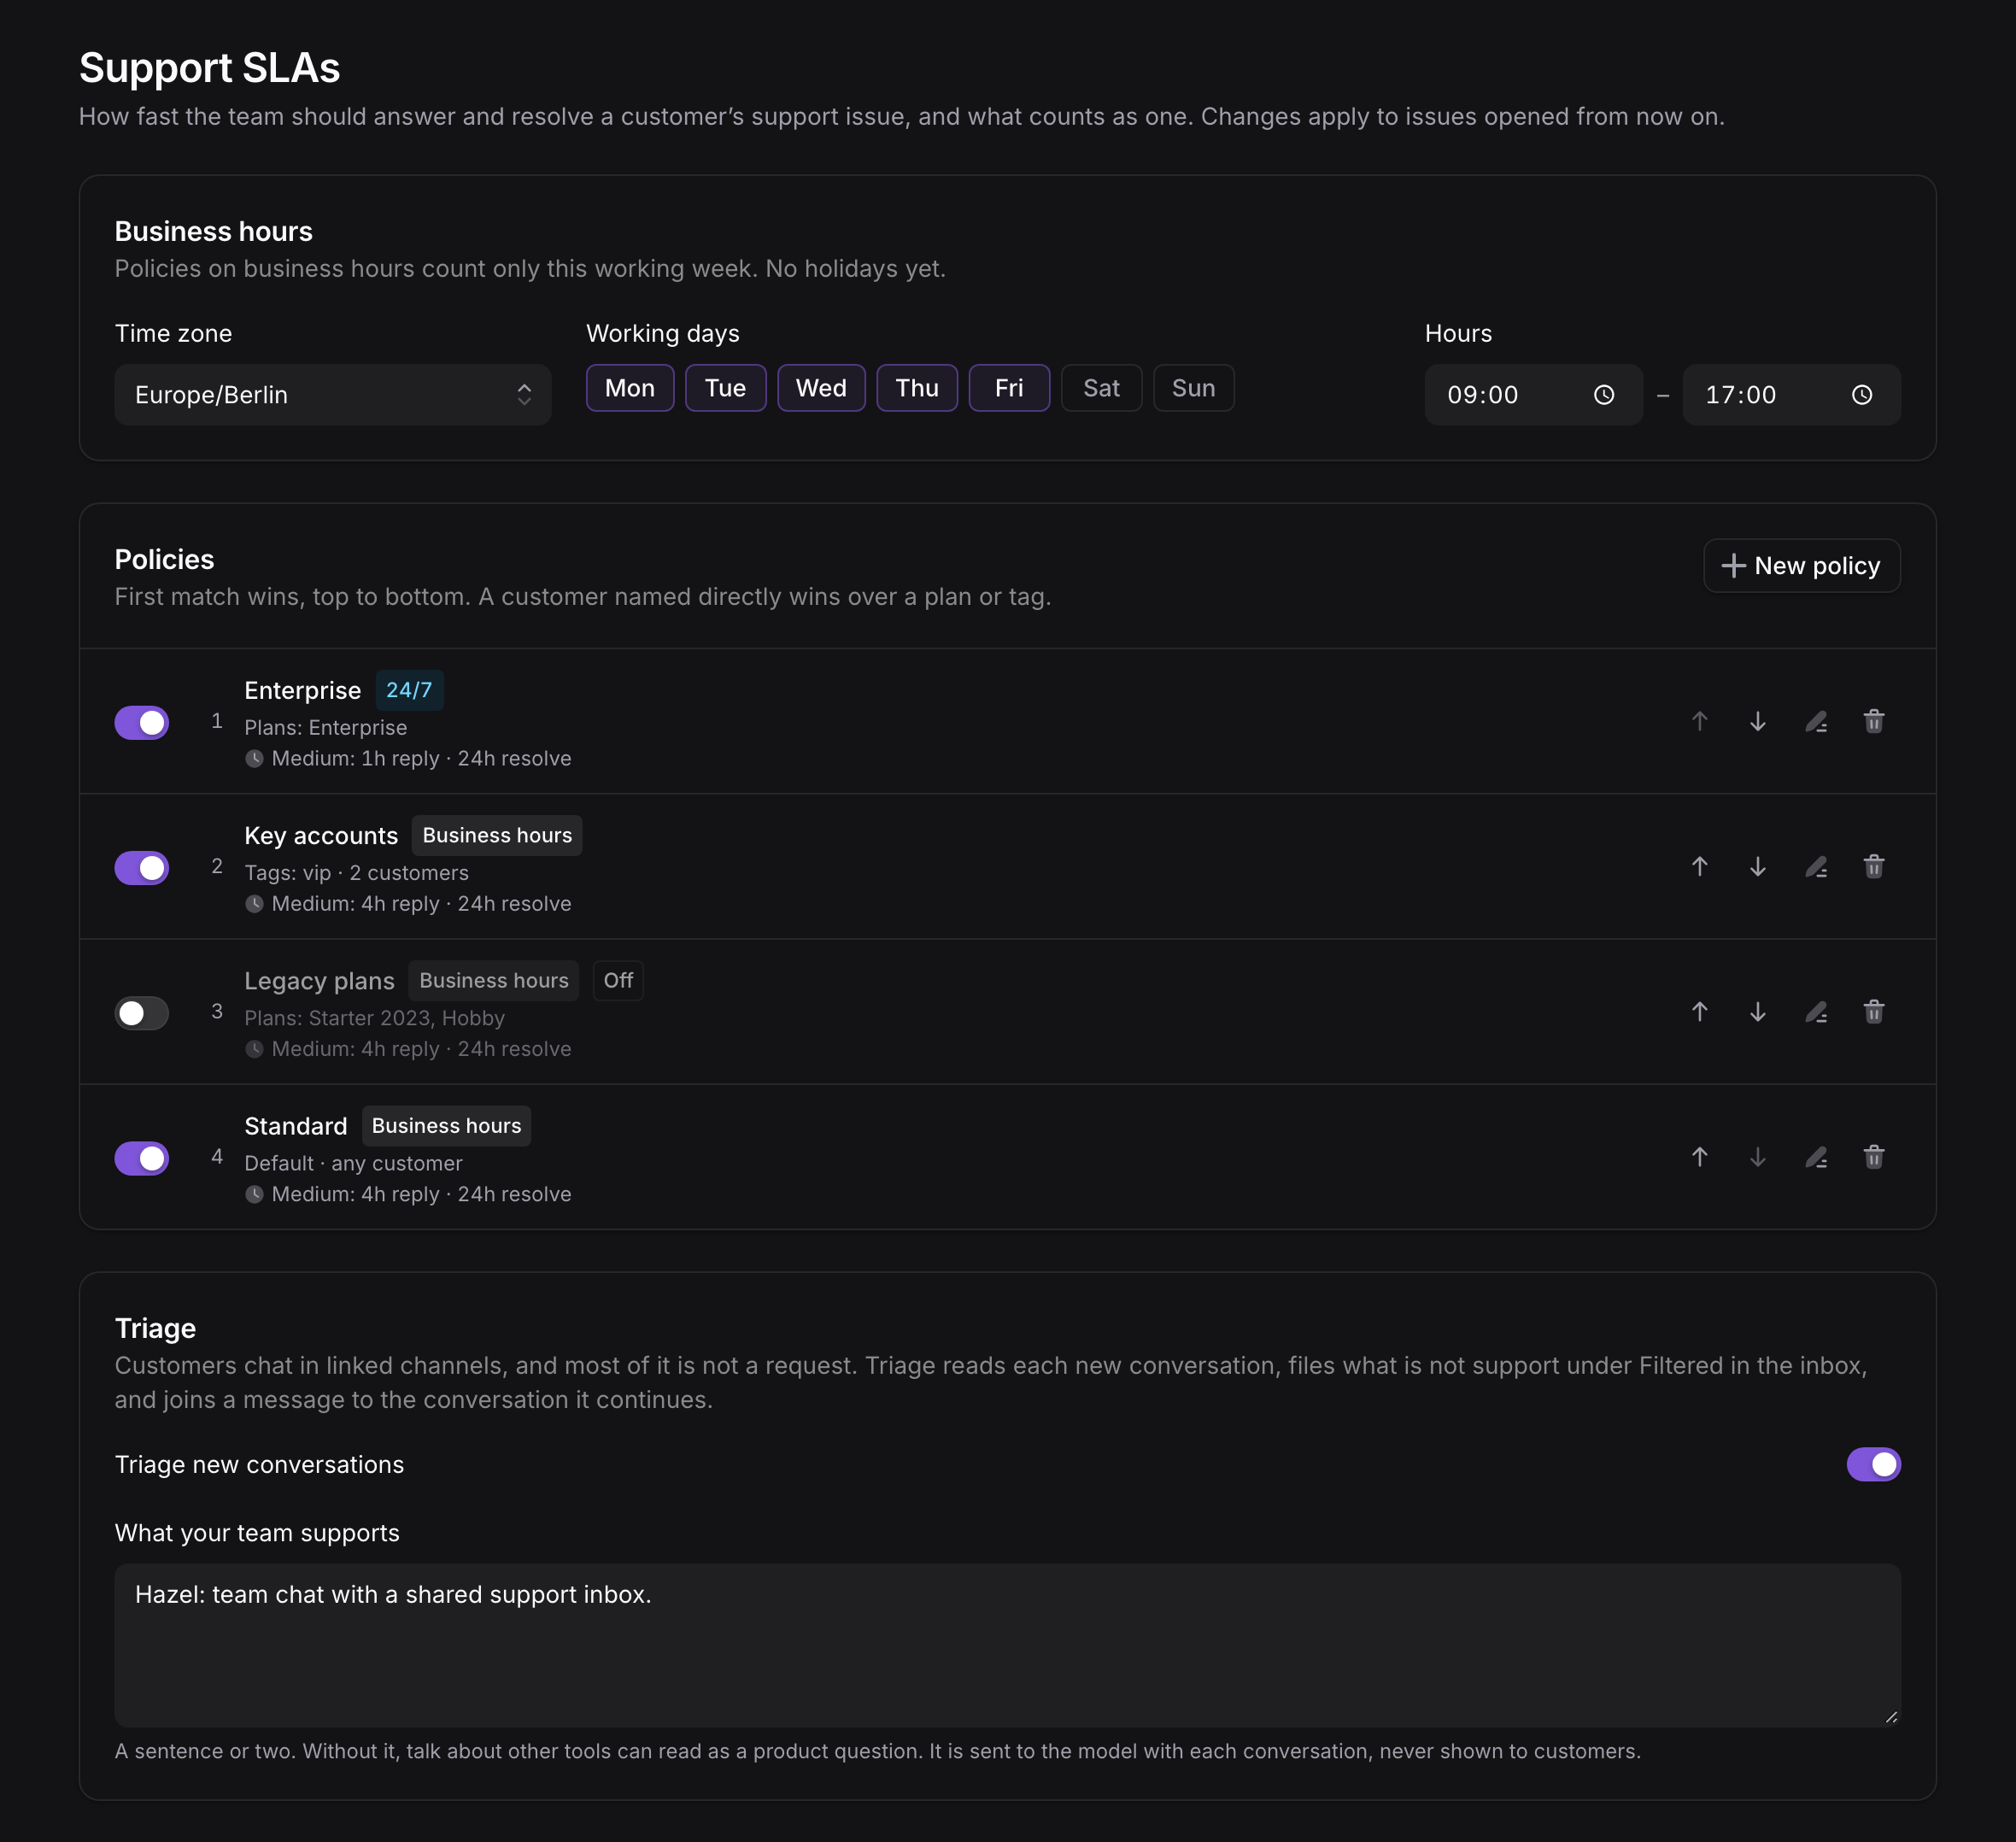 Support SLAs
How fast the team should answer and resolve a customer’s support issue, and what counts as one. Changes apply to issues opened from now on.
Business hours
Policies on business hours count only this working week. No holidays yet.
Time zone
Working days
Hours
Europe/Berlin
Mon Tue Wed Thu Fri Sat Sun
09:00 – 17:00
Policies
New policy
First match wins, top to bottom. A customer named directly wins over a plan or tag.
1
Enterprise 24/7
Plans: Enterprise
Medium: 1h reply · 24h resolve
2
Key accounts Business hours
Tags: vip · 2 customers
Medium: 4h reply · 24h resolve
3
Legacy plans Business hours Off
Plans: Starter 2023, Hobby
Medium: 4h reply · 24h resolve
4
Standard Business hours
Default · any customer
Medium: 4h reply · 24h resolve
Triage
Customers chat in linked channels, and most of it is not a request. Triage reads each new conversation, files what is not support under Filtered in the inbox,
and joins a message to the conversation it continues.
Triage new conversations
What your team supports
Hazel: team chat with a shared support inbox.
A sentence or two. Without it, talk about other tools can read as a product question. It is sent to the model with each conversation, never shown to customers.